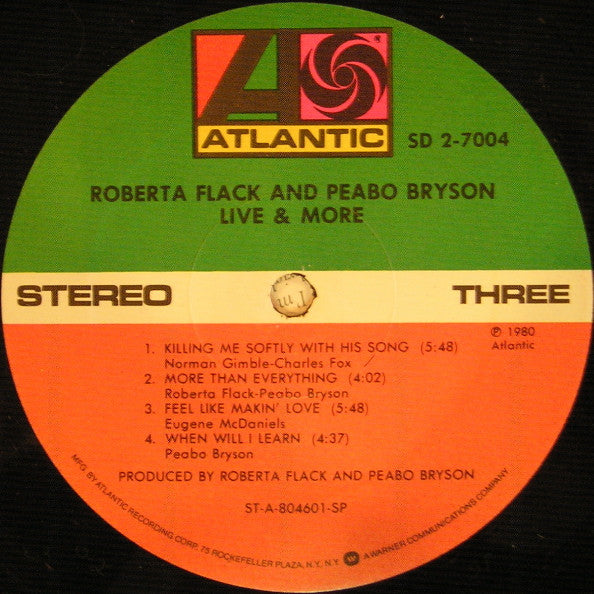 ATLANTIC
SD 2-7004
ROBERTA FLACK AND PEABO BRYSON
LIVE & MORE
STEREO
THREE
℗ 1980
Atlantic
1. KILLING ME SOFTLY WITH HIS SONG (5:48)
Norman Gimble-Charles Fox
2. MORE THAN EVERYTHING (4:02)
Roberta Flack-Peabo Bryson
3. FEEL LIKE MAKIN' LOVE (5:48)
Eugene McDaniels
4. WHEN WILL I LEARN (4:37)
Peabo Bryson
PRODUCED BY ROBERTA FLACK AND PEABO BRYSON
ST-A-804601-SP
MFG. BY ATLANTIC RECORDING CORP. 75 ROCKEFELLER PLAZA, N.Y. N.Y. A WARNER COMMUNICATIONS COMPANY